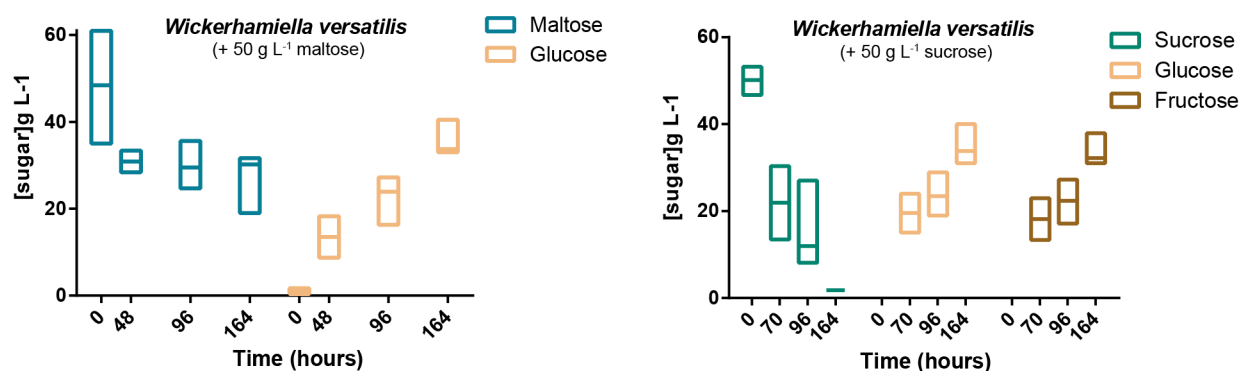 Wickerhamiella versatilis
(+ 50 g L-1 maltose)
Maltose
Glucose
[sugar]g L-1
60
40
20
0
0 48 96 164 0 48 96 164
Time (hours)
Wickerhamiella versatilis
(+ 50 g L-1 sucrose)
Sucrose
Glucose
Fructose
[sugar]g L-1
60
40
20
0
0 70 96 164 0 70 96 164 0 70 96 164
Time (hours)